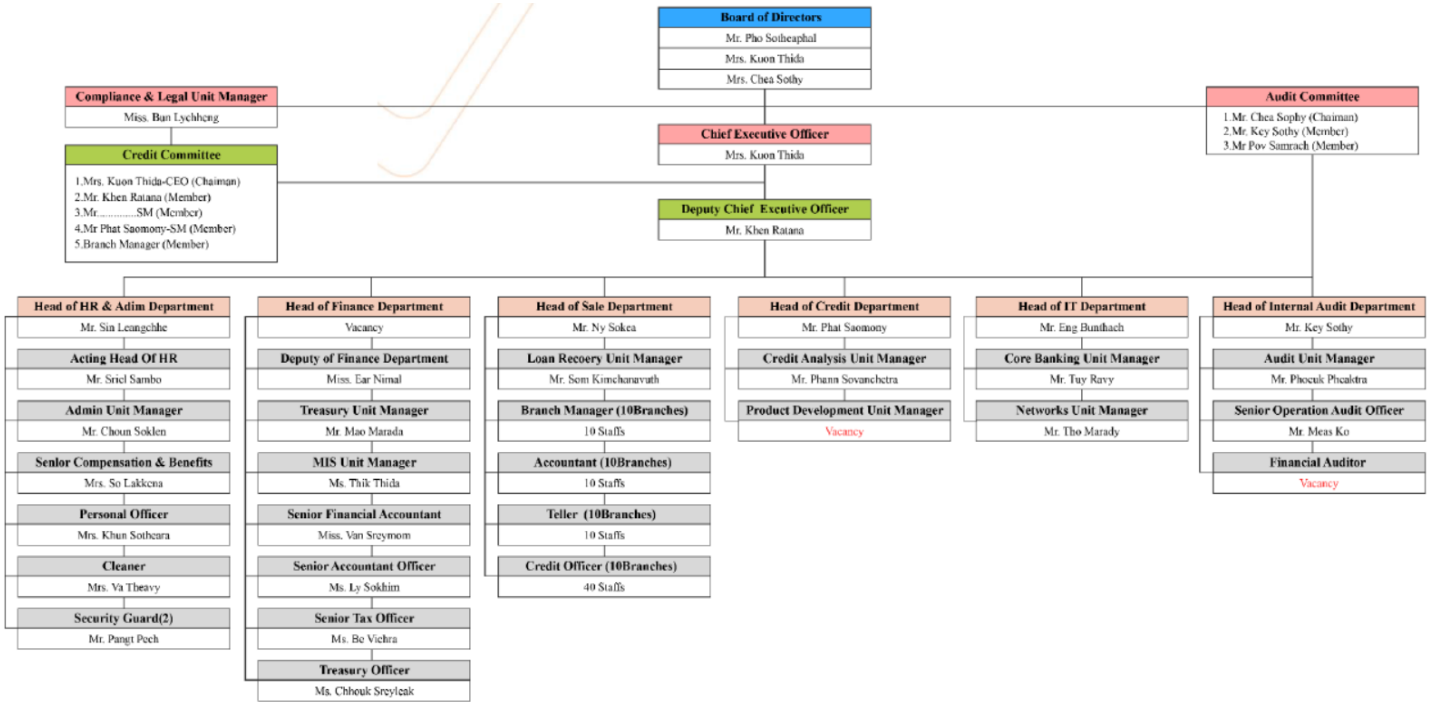 Board of Directors
Mr. Pho Sotheaphal
Mrs. Kuon Thida
Mrs. Chea Sothy
Compliance & Legal Unit Manager
Miss. Bun Lychheng
Audit Committee
1.Mr. Chea Sophy (Chaiman)
2.Mr. Key Sothy (Member)
3.Mr Pov Samrach (Member)
Chief Executive Officer
Mrs. Kuon Thida
Credit Committee
1.Mrs. Kuon Thida-CEO (Chaiman)
2.Mr. Khen Ratana (Member)
3.Mr..............SM (Member)
4.Mr Phat Saomony-SM (Member)
5.Branch Manager (Member)
Deputy Chief Excutive Officer
Mr. Khen Ratana
Head of HR & Adim Department
Mr. Sin Leangchhe
Acting Head Of HR
Mr. Sriel Sambo
Admin Unit Manager
Mr. Choun Soklen
Senlor Compensation & Benefits
Mrs. So Lakkena
Personal Officer
Mrs. Khun Sotheara
Cleaner
Mrs. Va Theavy
Security Guard(2)
Mr. Pangt Pech
Head of Finance Department
Vacancy
Deputy of Finance Department
Miss. Ear Nimal
Treasury Unit Manager
Mr. Mao Marada
MIS Unit Manager
Ms. Thik Thida
Senior Financial Accountant
Miss. Van Sreymom
Senior Accountant Officer
Ms. Ly Sokhim
Senior Tax Officer
Ms. Be Vichra
Treasury Officer
Ms. Chhouk Sreyleak
Head of Sale Department
Mr. Ny Sokea
Loan Recoery Unit Manager
Mr. Som Kimchanavuth
Branch Manager (10Branches)
10 Staffs
Accountant (10Branches)
10 Staffs
Teller (10Branches)
10 Staffs
Credit Officer (10Branches)
40 Staffs
Head of Credit Department
Mr. Phat Saomony
Credit Analysis Unit Manager
Mr. Phann Sovanchetra
Product Development Unit Manager
Vacancy
Head of IT Department
Mr. Eng Bunthach
Core Banking Unit Manager
Mr. Tuy Ravy
Networks Unit Manager
Mr. Tho Marady
Head of Internal Audit Department
Mr. Key Sothy
Audit Unit Manager
Mr. Phocuk Pheaktra
Senior Operation Audit Officer
Mr. Meas Ko
Financial Auditor
Vacancy